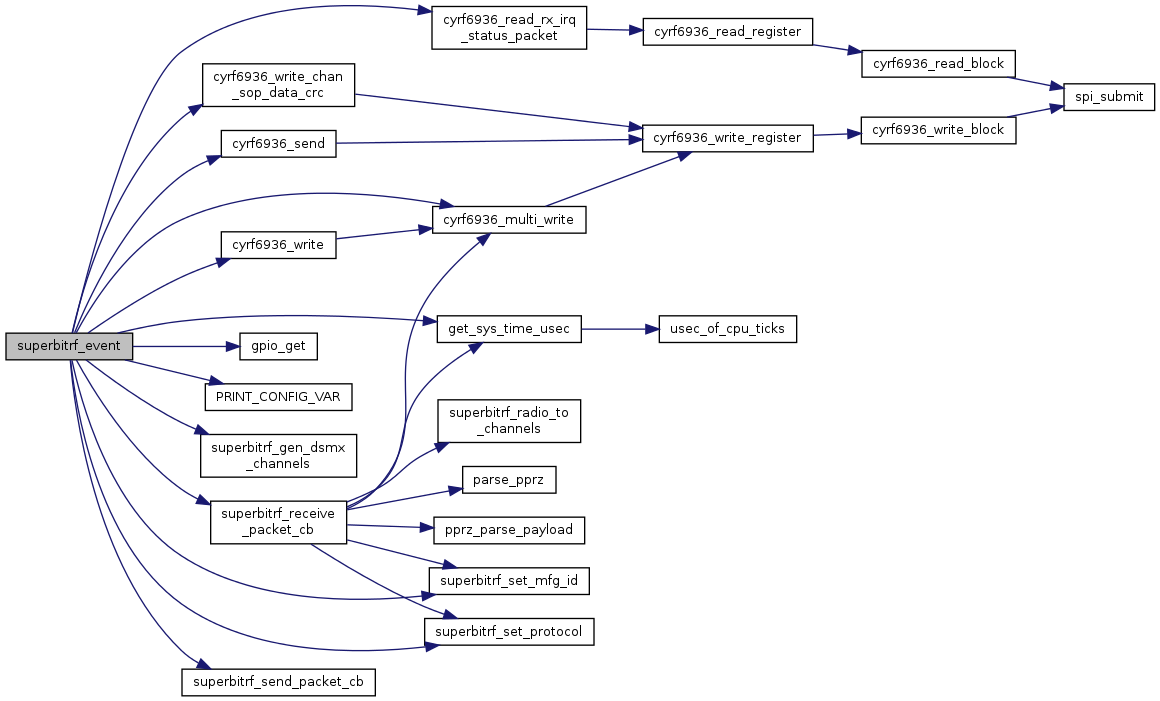 cyrf6936_read_rx_irq
_status_packet
cyrf6936_read_register
cyrf6936_read_block
spi_submit
cyrf6936_write_chan
_sop_data_crc
cyrf6936_send
cyrf6936_write_register
cyrf6936_write_block
cyrf6936_multi_write
cyrf6936_write
get_sys_time_usec
usec_of_cpu_ticks
superbitrf_event
gpio_get
PRINT_CONFIG_VAR
superbitrf_radio_to
_channels
superbitrf_gen_dsmx
_channels
parse_pprz
superbitrf_receive
_packet_cb
pprz_parse_payload
superbitrf_set_mfg_id
superbitrf_set_protocol
superbitrf_send_packet_cb